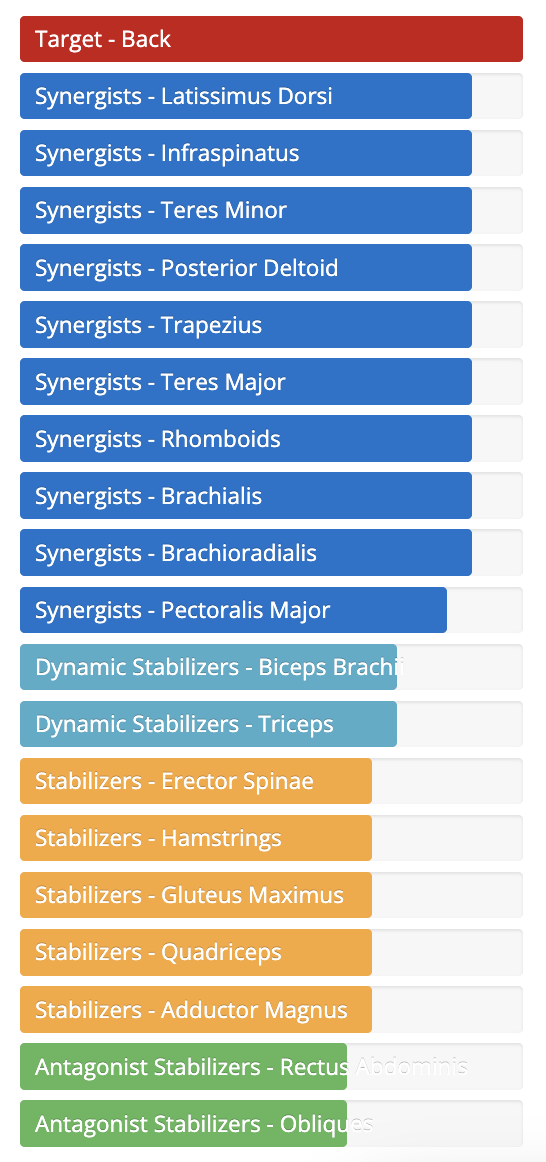 Target - Back
Synergists - Latissimus Dorsi
Synergists - Infraspinatus
Synergists - Teres Minor
Synergists - Posterior Deltoid
Synergists - Trapezius
Synergists - Teres Major
Synergists - Rhomboids
Synergists - Brachialis
Synergists - Brachioradialis
Synergists - Pectoralis Major
Dynamic Stabilizers - Biceps Brachii
Dynamic Stabilizers - Triceps
Stabilizers - Erector Spinae
Stabilizers - Hamstrings
Stabilizers - Gluteus Maximus
Stabilizers - Quadriceps
Stabilizers - Adductor Magnus
Antagonist Stabilizers - Rectus Abdominis
Antagonist Stabilizers - Obliques